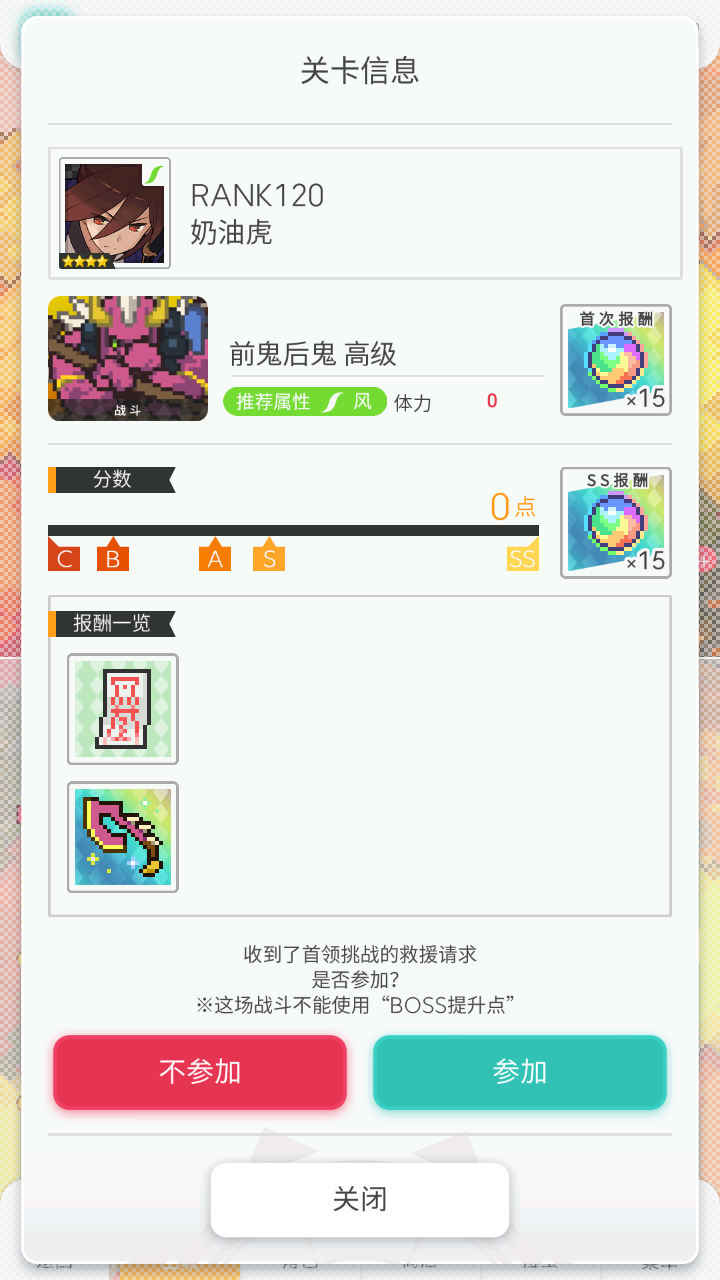 关卡信息
RANK120
奶油虎
首次报酬
×15
前鬼后鬼 高级
战斗
推荐属性 风 体力 0
分数
SS报酬
0点
×15
C B A S SS
报酬一览
收到了首领挑战的救援请求
是否参加?
※这场战斗不能使用“BOSS提升点”
不参加 参加
关闭